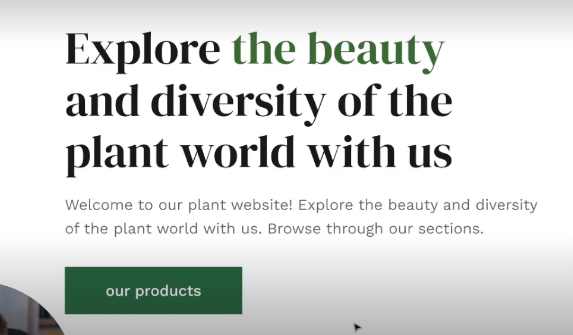 Explore the beauty
and diversity of the
plant world with us
Welcome to our plant website! Explore the beauty and diversity
of the plant world with us. Browse through our sections.
our products